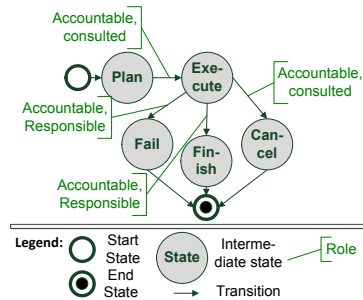 Accountable,
consulted
Plan
Exe-
cute
Accountable,
consulted
Accountable,
Responsible
Fail
Fin-
ish
Can-
cel
Accountable,
Responsible
Legend:
Start
State
End
State
State
Interme-
diate state
Role
Transition